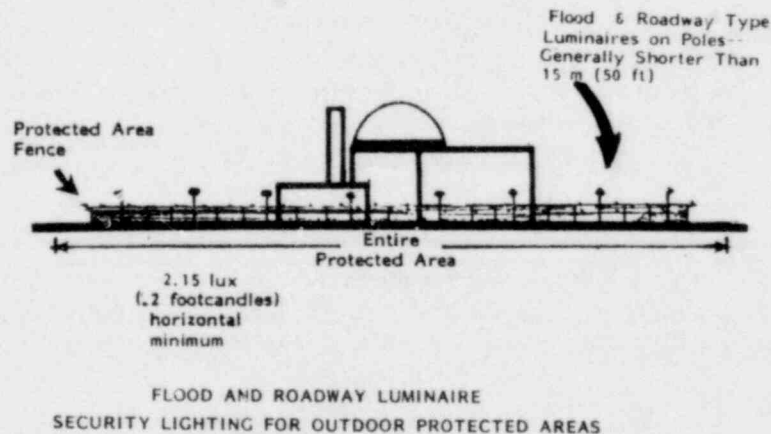 Flood & Roadway Type
Luminaires on Poles--
Generally Shorter Than
15 m (50 ft)
Protected Area
Fence
Entire
Protected Area
2.15 lux
(.2 footcandles)
horizontal
minimum
FLOOD AND ROADWAY LUMINAIRE
SECURITY LIGHTING FOR OUTDOOR PROTECTED AREAS